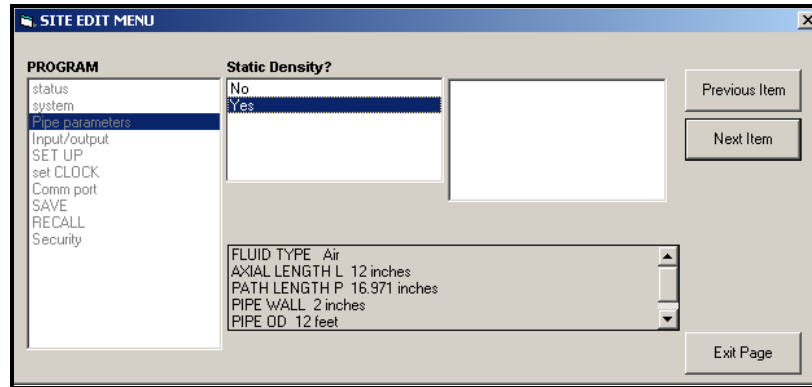 SITE EDIT MENU
PROGRAM
status
system
Pipe parameters
Input/output
SET UP
set CLOCK
Comm port
SAVE
RECALL
Security
Static Density?
No
Yes
FLUID TYPE Air
AXIAL LENGTH L 12 inches
PATH LENGTH P 16.971 inches
PIPE WALL 2 inches
PIPE OD 12 feet
Previous Item
Next Item
Exit Page